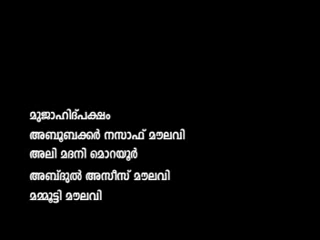 മുജാഹിദ്പക്ഷം
അബൂബക്കർ നസാഫ് മൗലവി
അലി മദനി മൊറയൂർ
അബ്ദുൽ അസീസ് മൗലവി
മമ്മൂട്ടി മൗലവി